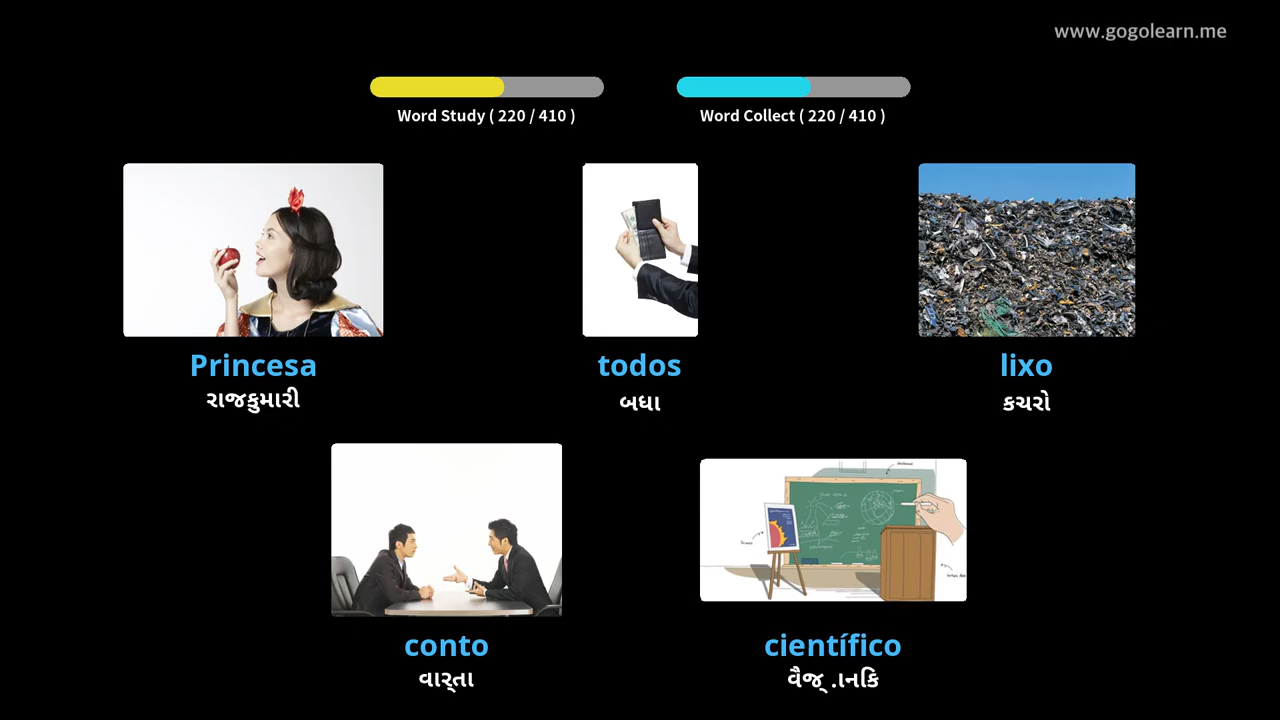 www.gogolearn.me
Word Study ( 220 / 410 )
Word Collect ( 220 / 410 )
Princesa
રાજકુમારી
todos
બધા
lixo
કચરો
conto
વાર્તા
científico
વૈજ્ .ાનકિ